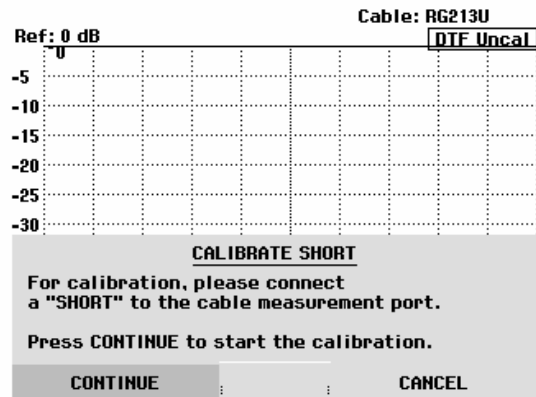 Cable: RG213U
Ref: 0 dB
DTF Uncal
0
-5
-10
-15
-20
-25
-30
CALIBRATE SHORT
For calibration, please connect
a "SHORT" to the cable measurement port.
Press CONTINUE to start the calibration.
CONTINUE
CANCEL